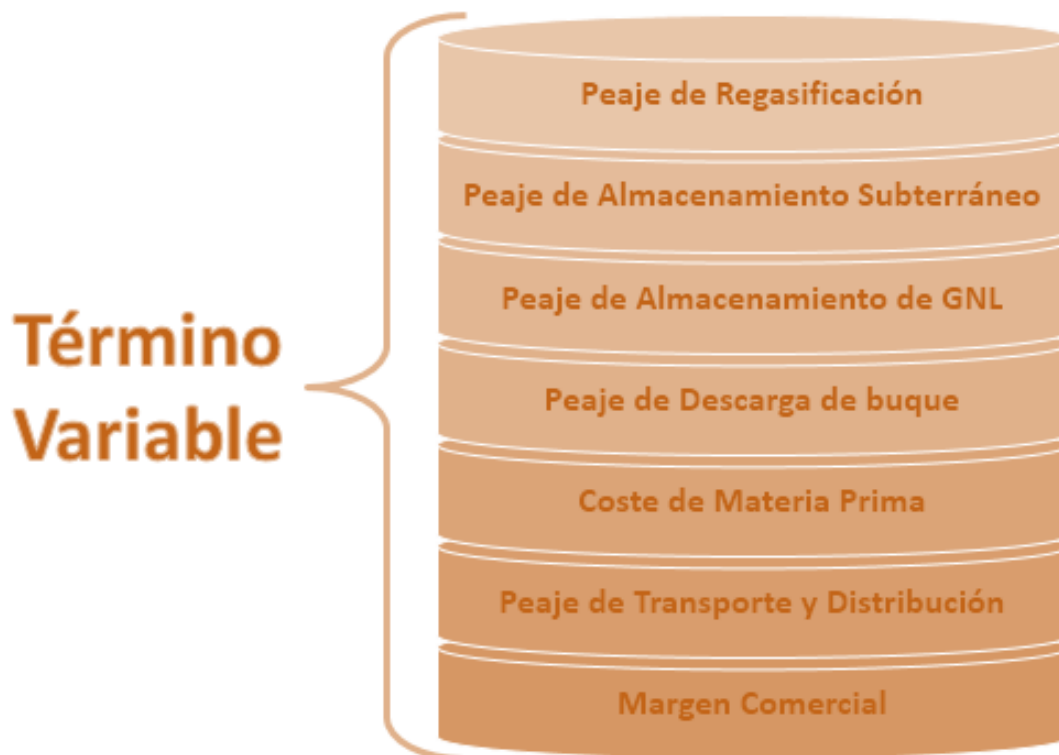 Término
Variable
Peaje de Regasificación
Peaje de Almacenamiento Subterráneo
Peaje de Almacenamiento de GNL
Peaje de Descarga de buque
Coste de Materia Prima
Peaje de Transporte y Distribución
Margen Comercial